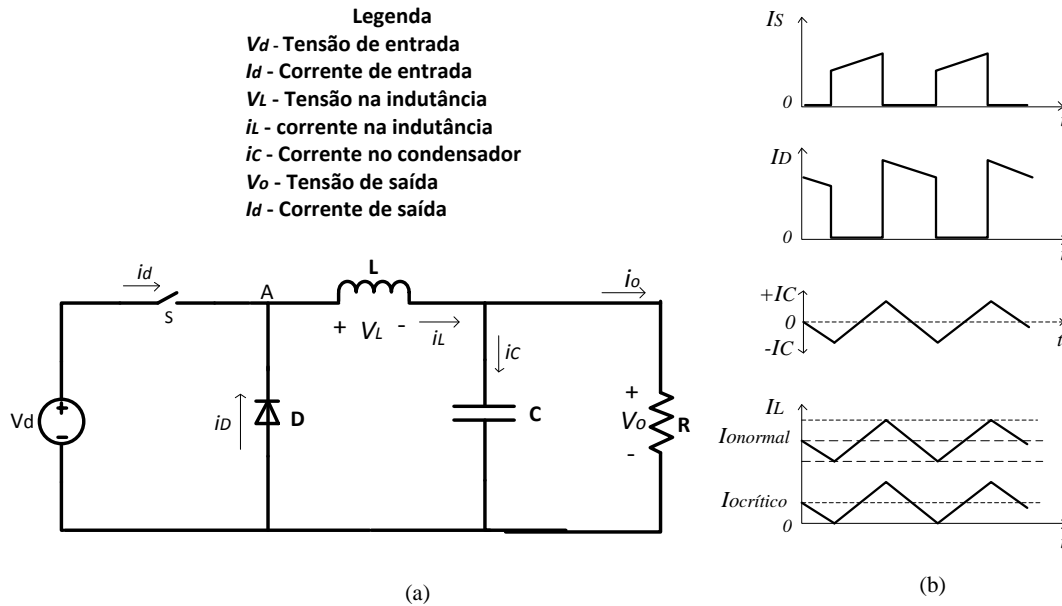 Legenda
Vd - Tensão de entrada
Id - Corrente de entrada
VL - Tensão na indutância
iL - corrente na indutância
iC - Corrente no condensador
Vo - Tensão de saída
Id - Corrente de saída
id
S
A
L
+ VL -
iL
io
iC
Vd
+
-
iD
D
C
+
Vo
-
R
(a)
IS
0
ID
0
+IC
0
-IC
t
IL
Ionormal
Iocrítico
0
(b)